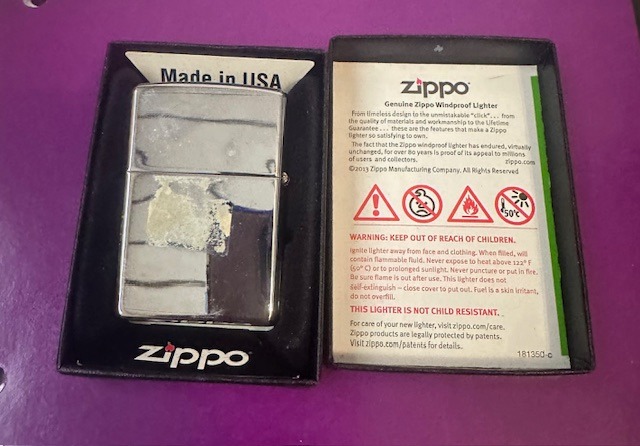 Made in USA
zippo
zippo
Genuine Zippo Windproof Lighter
From timeless design to the unmistakable "click"... from
the quality of materials and workmanship to the Lifetime
Guarantee... these are the features that make a Zippo
lighter so satisfying to own.
The fact that the Zippo windproof lighter has endured, virtually
unchanged, for over 80 years is proof of its appeal to millions
of users and collectors. zippo.com
©2013 Zippo Manufacturing Company. All Rights Reserved
50°C
WARNING: KEEP OUT OF REACH OF CHILDREN.
Ignite lighter away from face and clothing. When filled, will
contain flammable fluid. Never expose to heat above 122° F
(50° C) or to prolonged sunlight. Never puncture or put in fire.
Be sure flame is out after use. This lighter does not
self-extinguish – close cover to put out. Fuel is skin irritant,
do not overfill.
THIS LIGHTER IS NOT CHILD RESISTANT.
For care of your new lighter, visit zippo.com/care.
Zippo products are legally protected by patents.
Visit zippo.com/patents for details.
181350-c